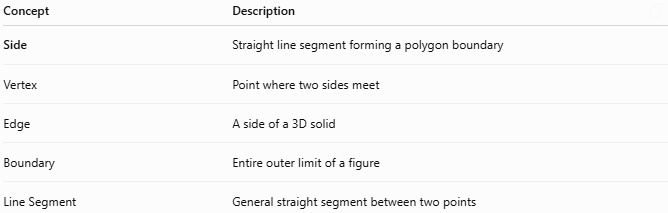 Concept Description
Side Straight line segment forming a polygon boundary
Vertex Point where two sides meet
Edge A side of a 3D solid
Boundary Entire outer limit of a figure
Line Segment General straight segment between two points